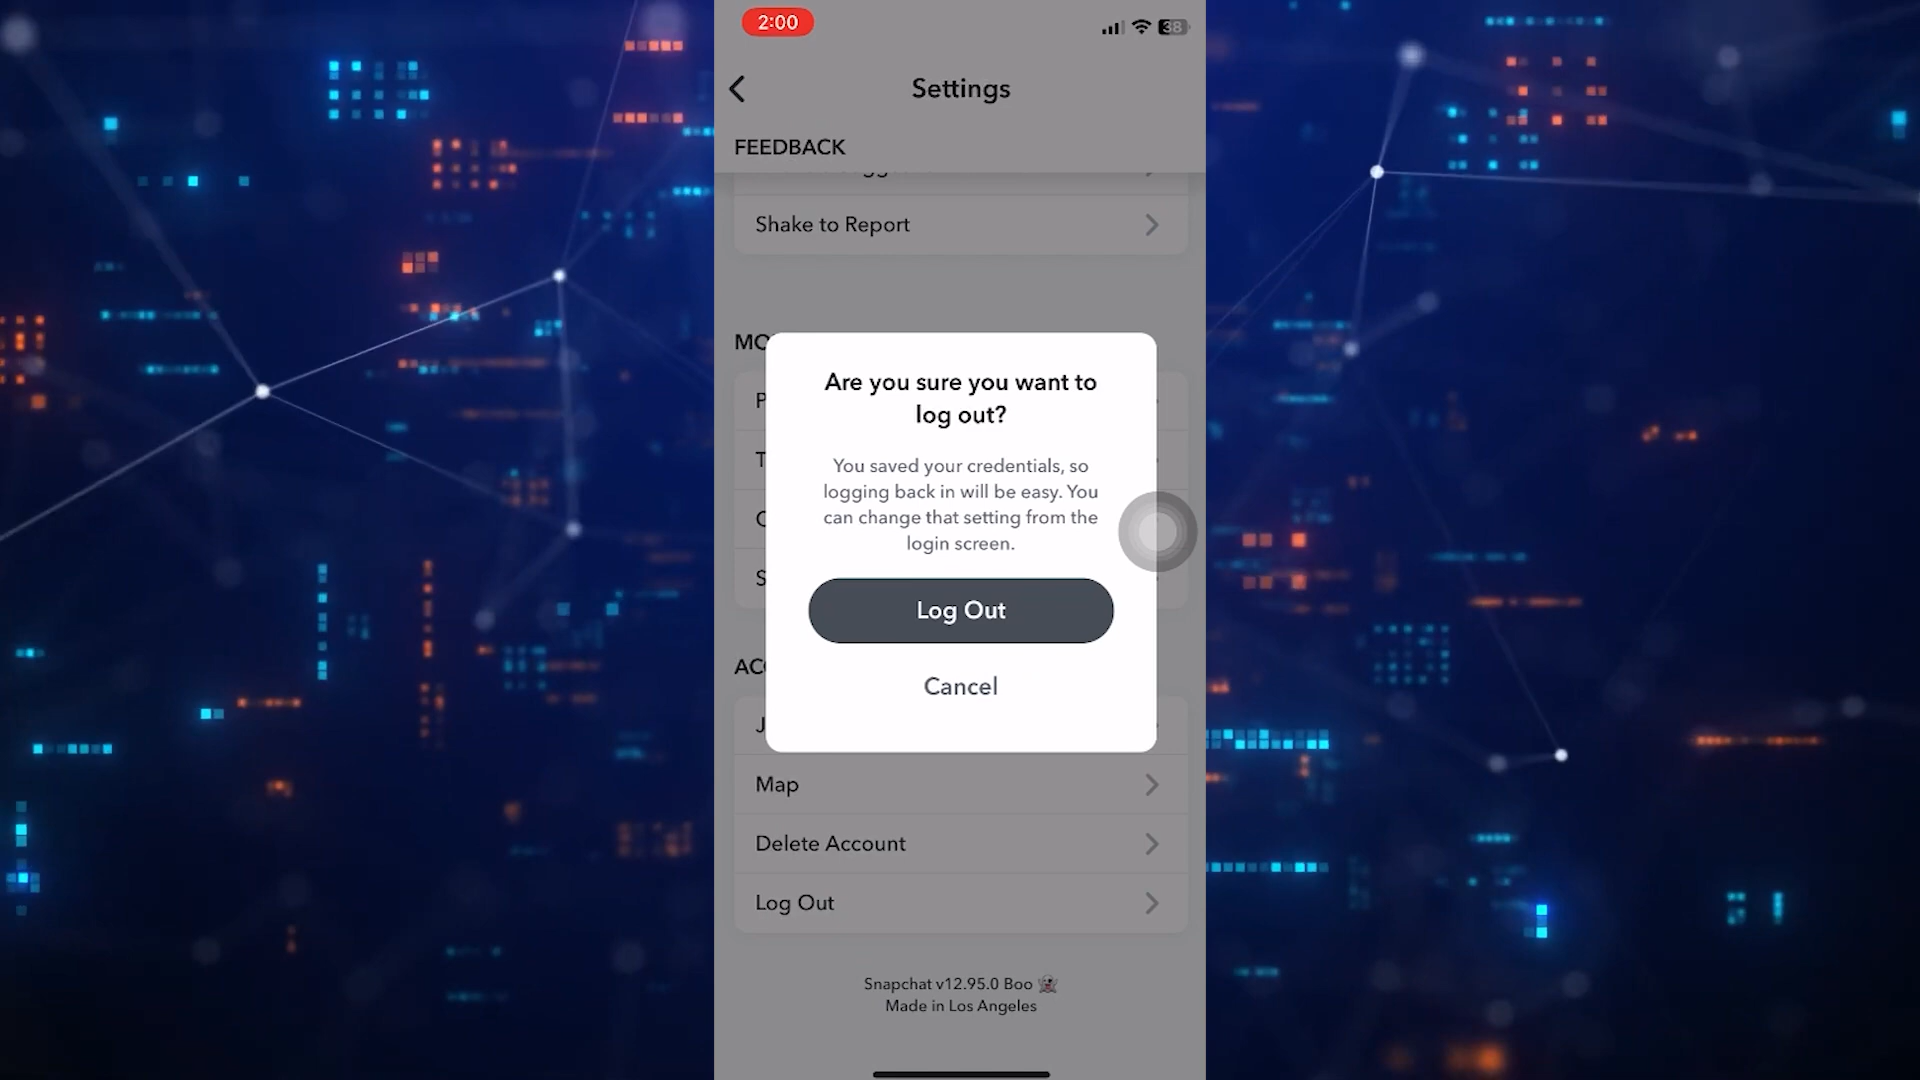 2:00
38
Settings
FEEDBACK
Shake to Report
Are you sure you want to
log out?
You saved your credentials, so
logging back in will be easy. You
can change that setting from the
login screen.
Log Out
Cancel
Map
Delete Account
Log Out
Snapchat v12.95.0 Boo 👻
Made in Los Angeles